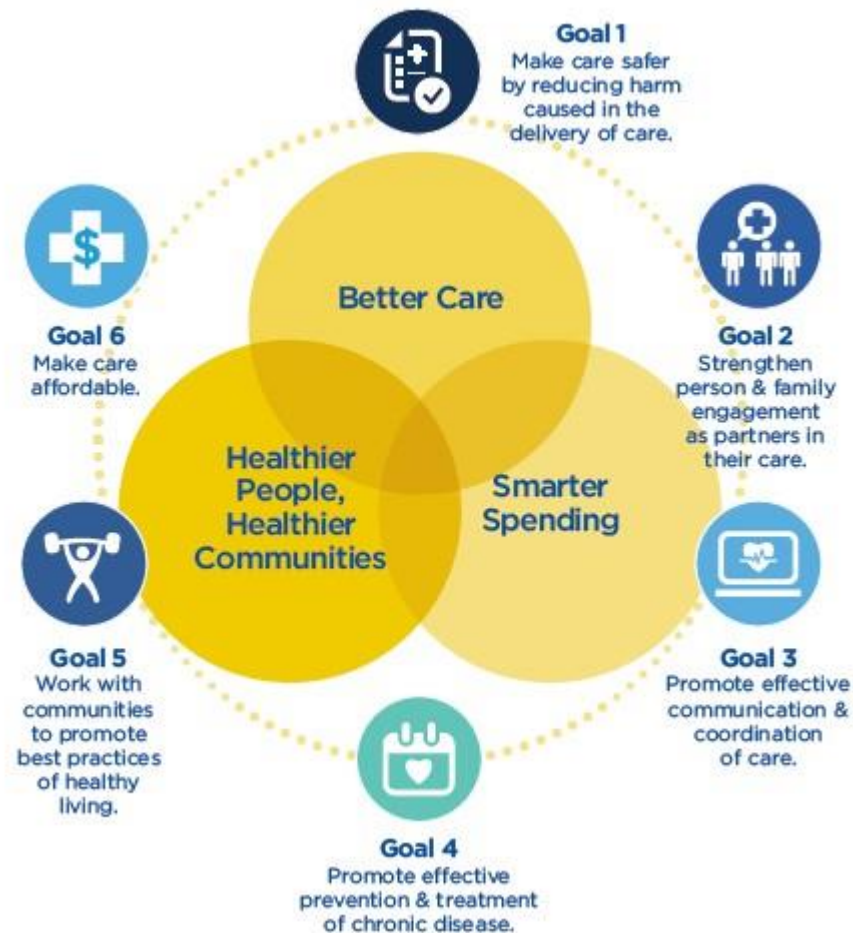 Goal 1
Make care safer
by reducing harm
caused in the
delivery of care.
Better Care
Healthier
People,
Healthier
Communities
Smarter
Spending
Goal 2
Strengthen
person & family
engagement
as partners in
their care.
Goal 3
Promote effective
communication &
coordination
of care.
Goal 4
Promote effective
prevention & treatment
of chronic disease.
Goal 5
Work with
communities
to promote
best practices
of healthy
living.
$
Goal 6
Make care
affordable.